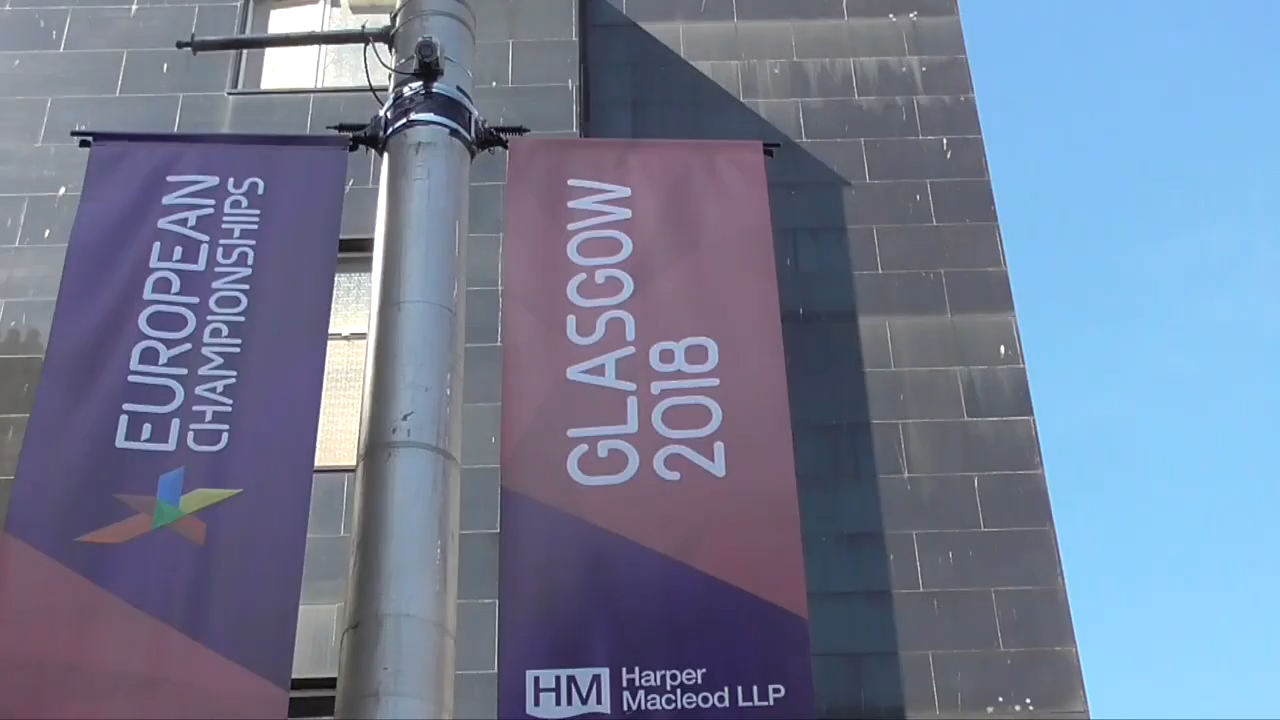 EUROPEAN
CHAMPIONSHIPS
GLASGOW
2018
HM
Harper
Macleod LLP